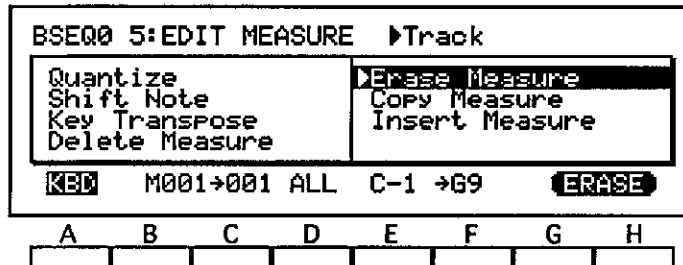 BSEQ0 5:EDIT MEASURE ▶Track
Quantize
Shift Note
Key Transpose
Delete Measure
▶Erase Measure
Copy Measure
Insert Measure
KBD M001→001 ALL C-1 →G9 ERASE
A B C D E F G H